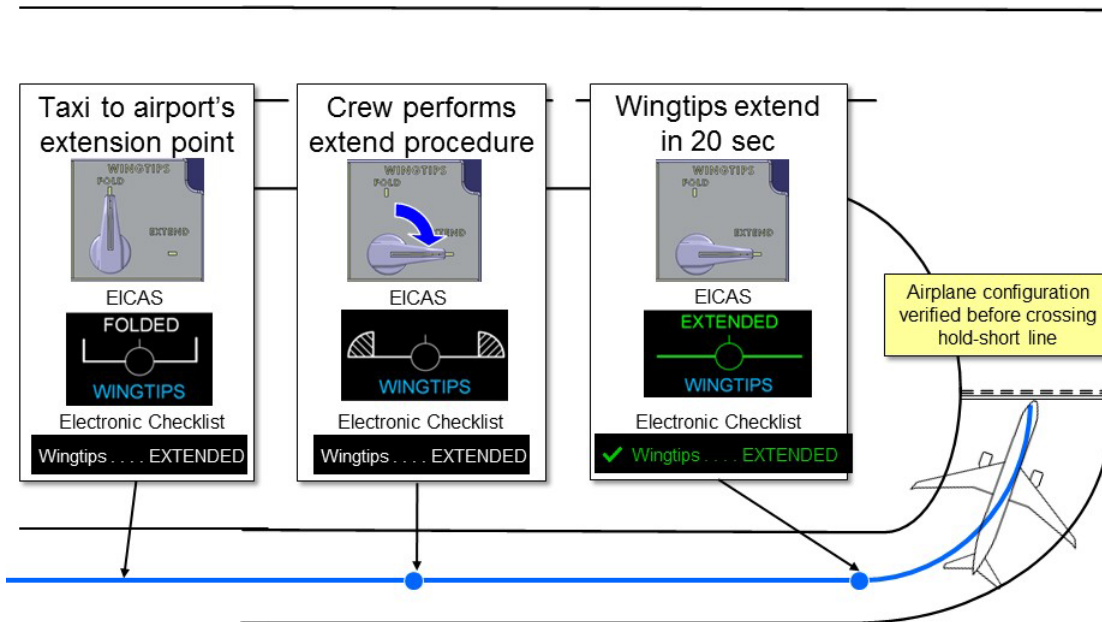 Taxi to airport's
extension point
WINGTIPS
FOLD
EXTEND
EICAS
FOLDED
WINGTIPS
Electronic Checklist
Wingtips . . . . EXTENDED
Crew performs
extend procedure
WINGTIPS
FOLD
EXTEND
EICAS
WINGTIPS
Electronic Checklist
Wingtips . . . . EXTENDED
Wingtips extend
in 20 sec
WINGTIPS
FOLD
EXTEND
EICAS
EXTENDED
WINGTIPS
Electronic Checklist
✓ Wingtips . . . . EXTENDED
Airplane configuration
verified before crossing
hold-short line